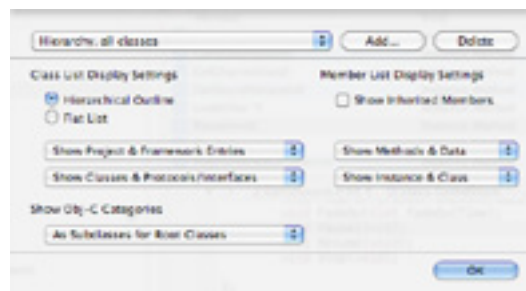 Hierarchy, all classes
Add...
Delete
Class List Display Settings
Member List Display Settings
Hierarchical Outline
Show Inherited Members
Flat List
Show Project & Framework Entries
Show Methods & Data
Show Classes & Protocols/Interfaces
Show Instance & Class
Show Obj-C Categories
As Subclasses for Root Classes
OK